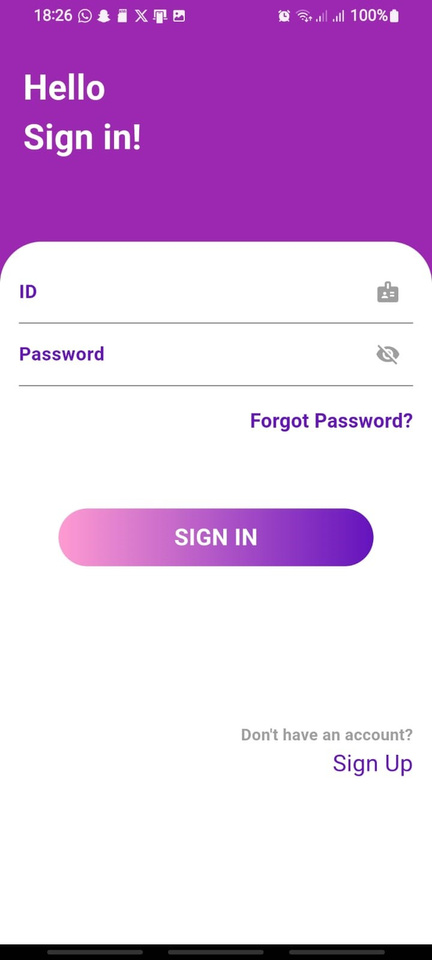 18:26
100%
Hello
Sign in!
ID
Password
Forgot Password?
SIGN IN
Don't have an account?
Sign Up